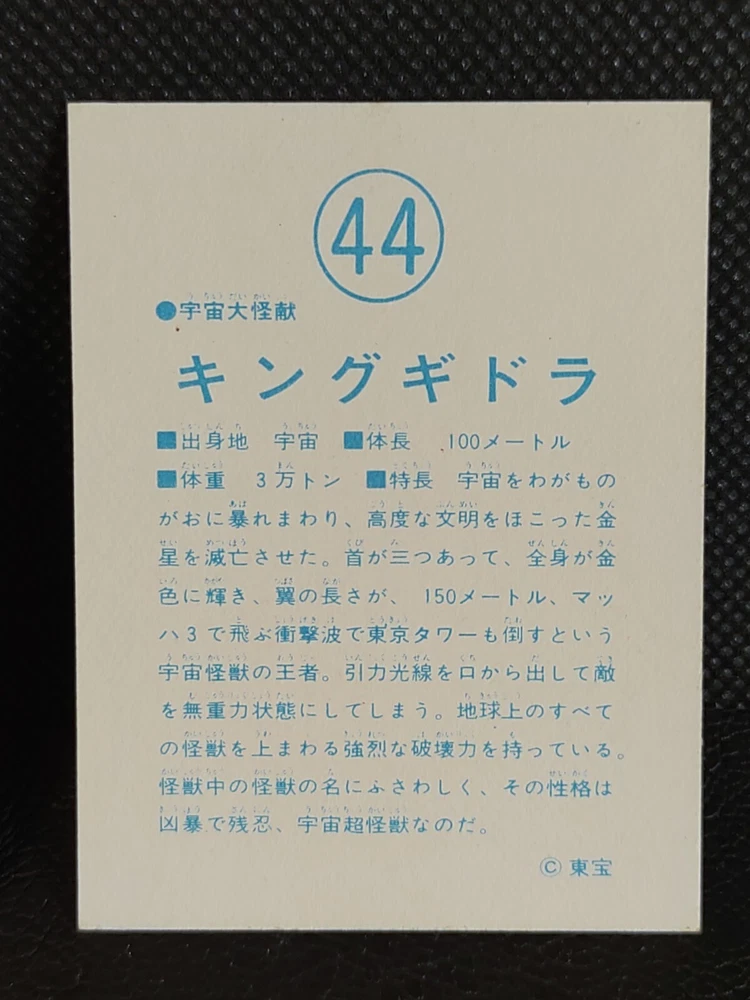 44
●宇宙大怪献
キングギドラ
■出身地　宇宙　■体長　100メートル
■体重　3万トン　■特長　宇宙をわがもの
がおに暴れまわり、高度な文明をほこった金
星を滅亡させた。首が三つあって、全身が金
色に輝き、翼の長さが、150メートル、マッ
ハ3で飛ぶ衝撃波で東京タワーも倒すという
宇宙怪獣の王者。引力光線を口から出して敵
を無重力状態にしてしまう。地球上のすべて
の怪獣を上まわる強烈な破壊力を持っている。
怪獣中の怪獣の名にふさわしく、その性格は
凶暴で残忍、宇宙超怪獣なのだ。
©東宝